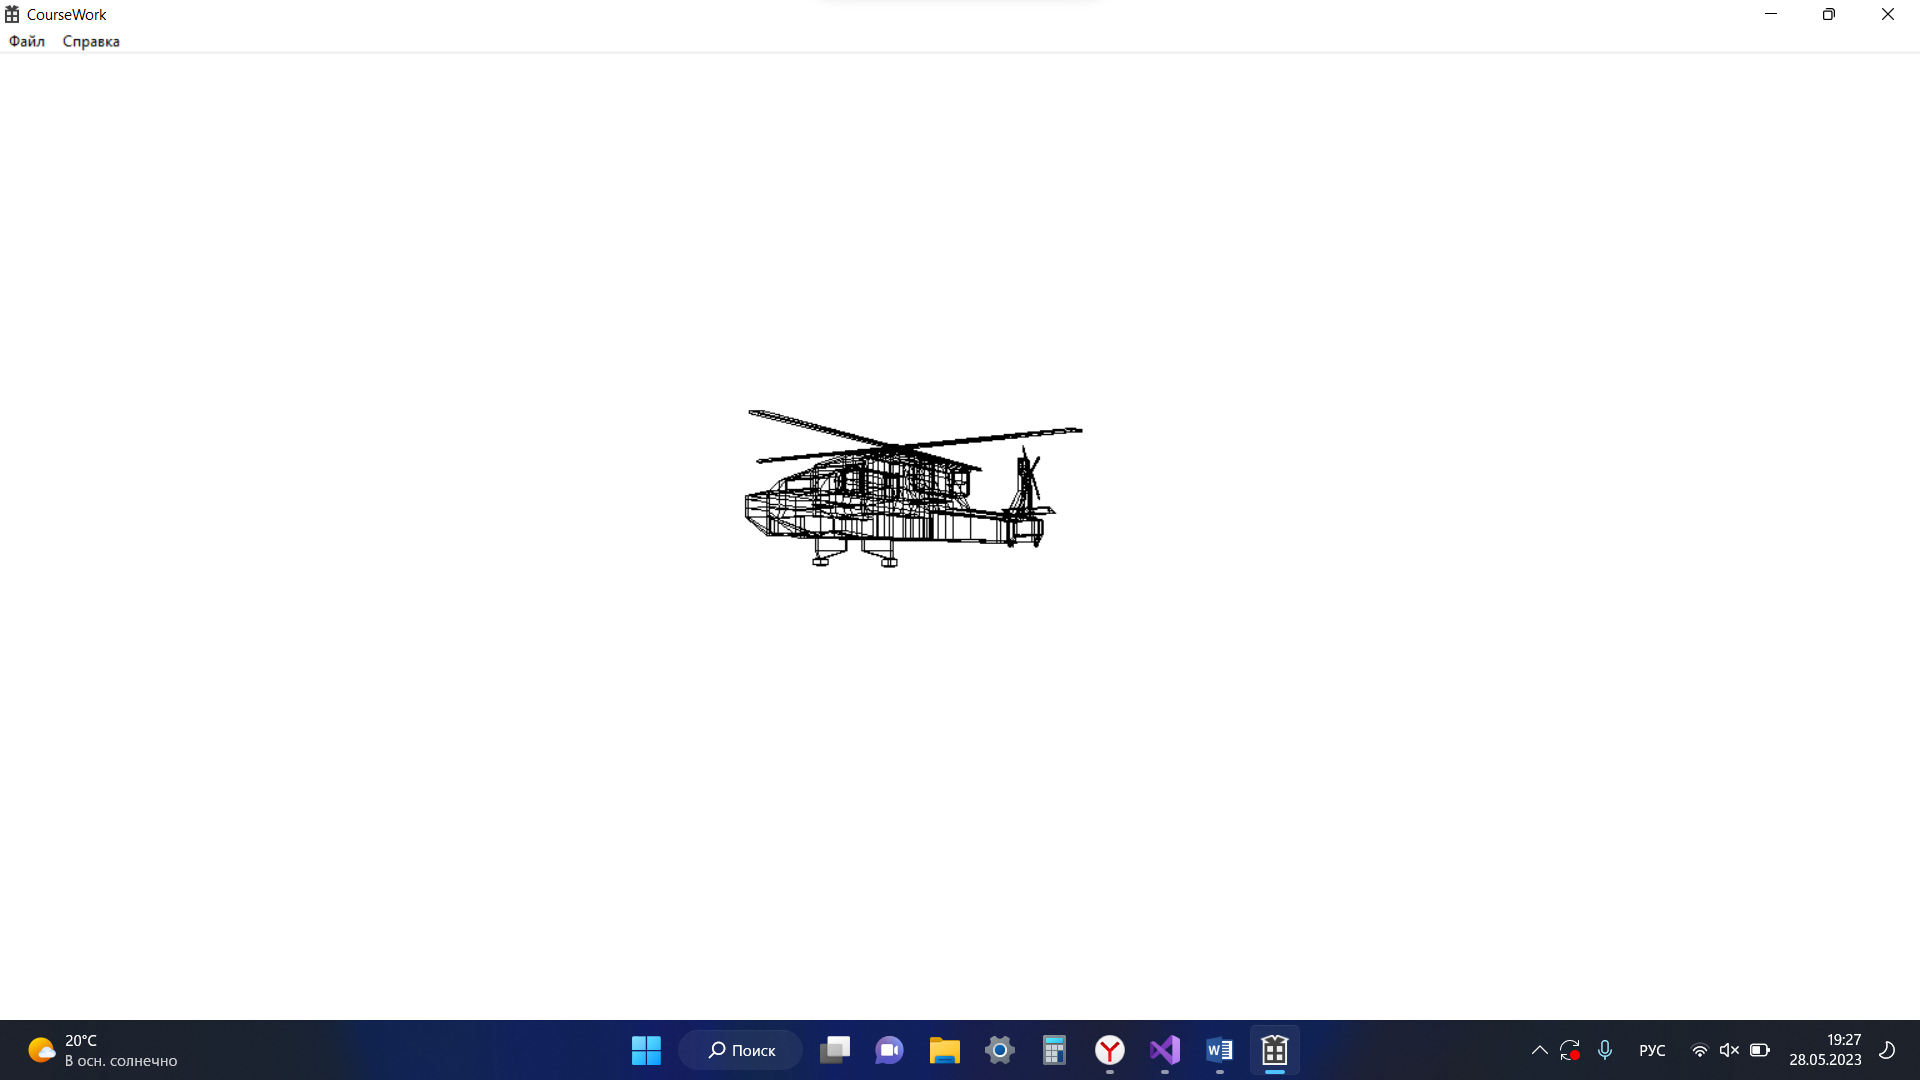 CourseWork
Файл Справка
20°C
В осн. солнечно
Поиск
РУС
19:27
28.05.2023